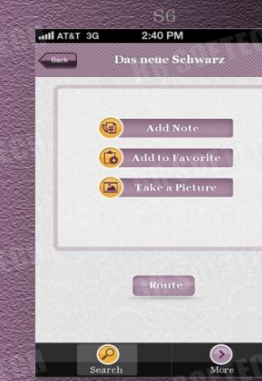 S6
AT&T 3G 2:40 PM
Back Das neue Schwarz
Add Note
Add to Favorite
Take a Picture
Route
Search More